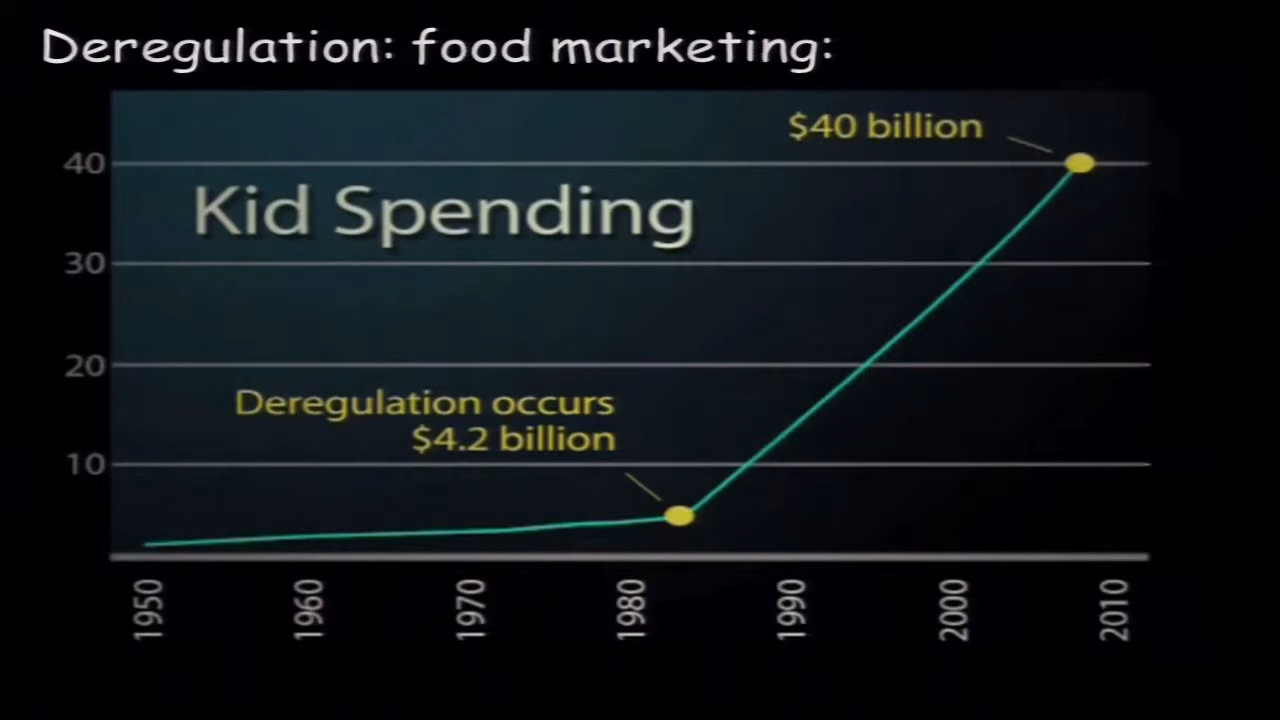 Deregulation: food marketing:
$40 billion
40
Kid Spending
30
20
Deregulation occurs
$4.2 billion
10
1950
1960
1970
1980
1990
2000
2010